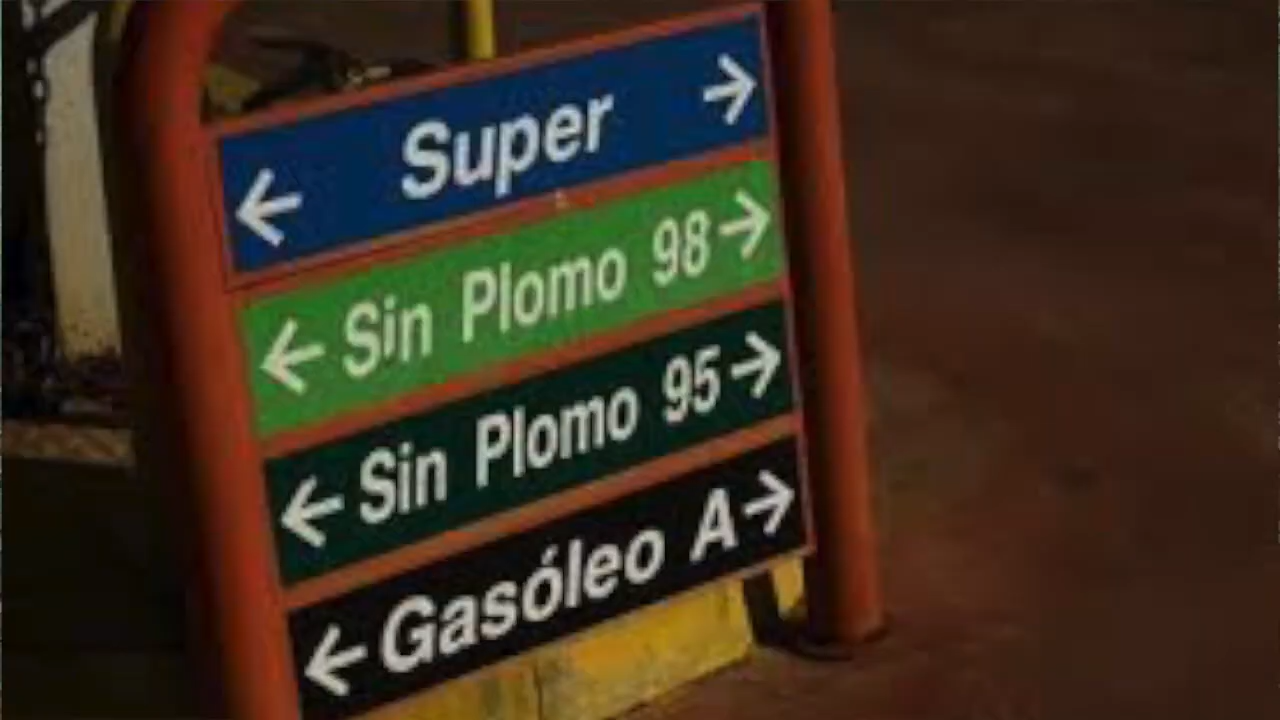 ← Super →
← Sin Plomo 98 →
← Sin Plomo 95 →
← Gasóleo A →